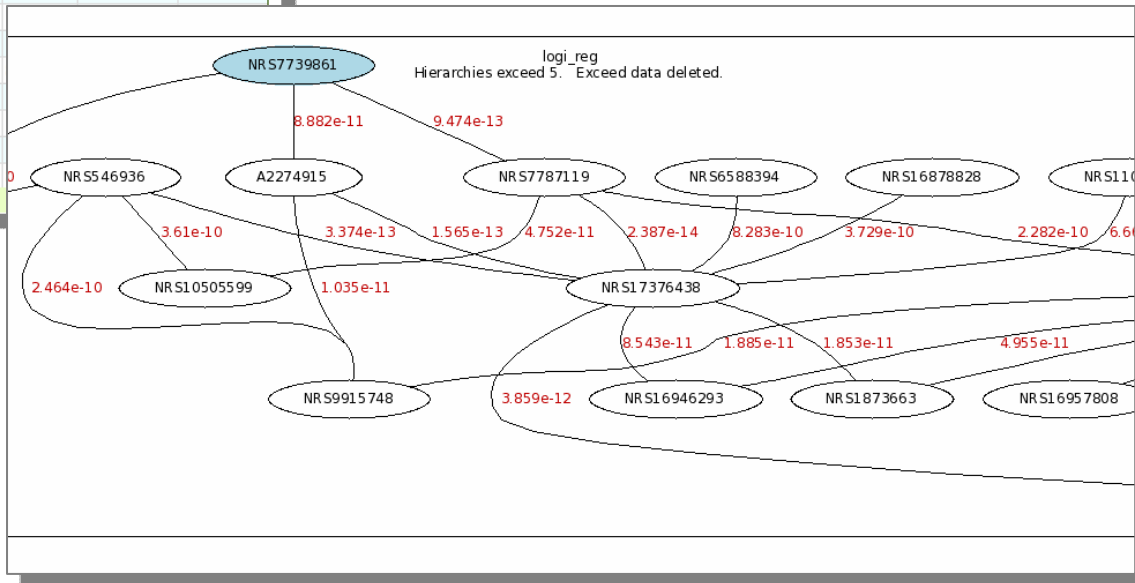 logi_reg
NRS7739861
Hierarchies exceed 5.   Exceed data deleted.
8.882e-11
9.474e-13
0
NRS546936
A2274915
NRS7787119
NRS6588394
NRS16878828
3.61e-10
3.374e-13
1.565e-13
4.752e-11
2.387e-14
8.283e-10
3.729e-10
2.282e-10
2.464e-10
NRS10505599
1.035e-11
NRS17376438
8.543e-11
1.885e-11
1.853e-11
4.955e-11
NRS9915748
3.859e-12
NRS16946293
NRS1873663
NRS16957808